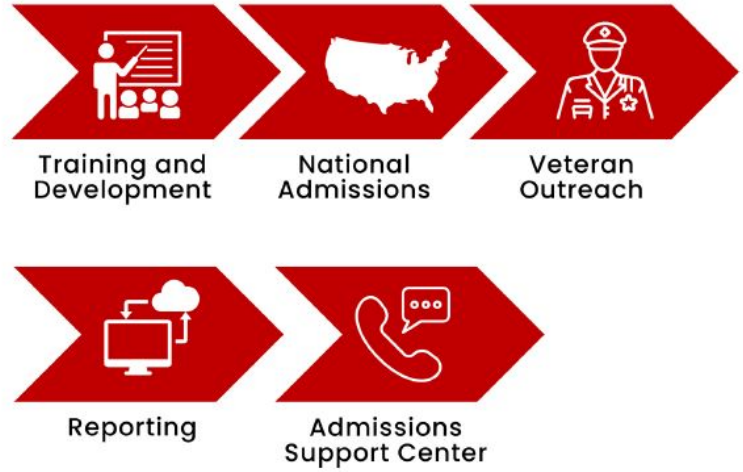 Training and
Development
National
Admissions
Veteran
Outreach
Reporting
Admissions
Support Center